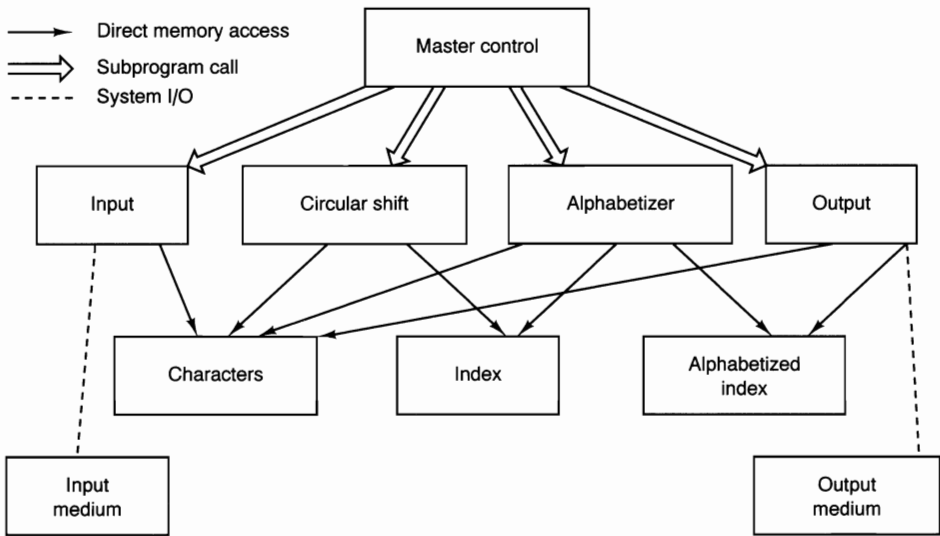 Direct memory access
Subprogram call
System I/O
Master control
Input
Circular shift
Alphabetizer
Output
Characters
Index
Alphabetized
index
Input
medium
Output
medium